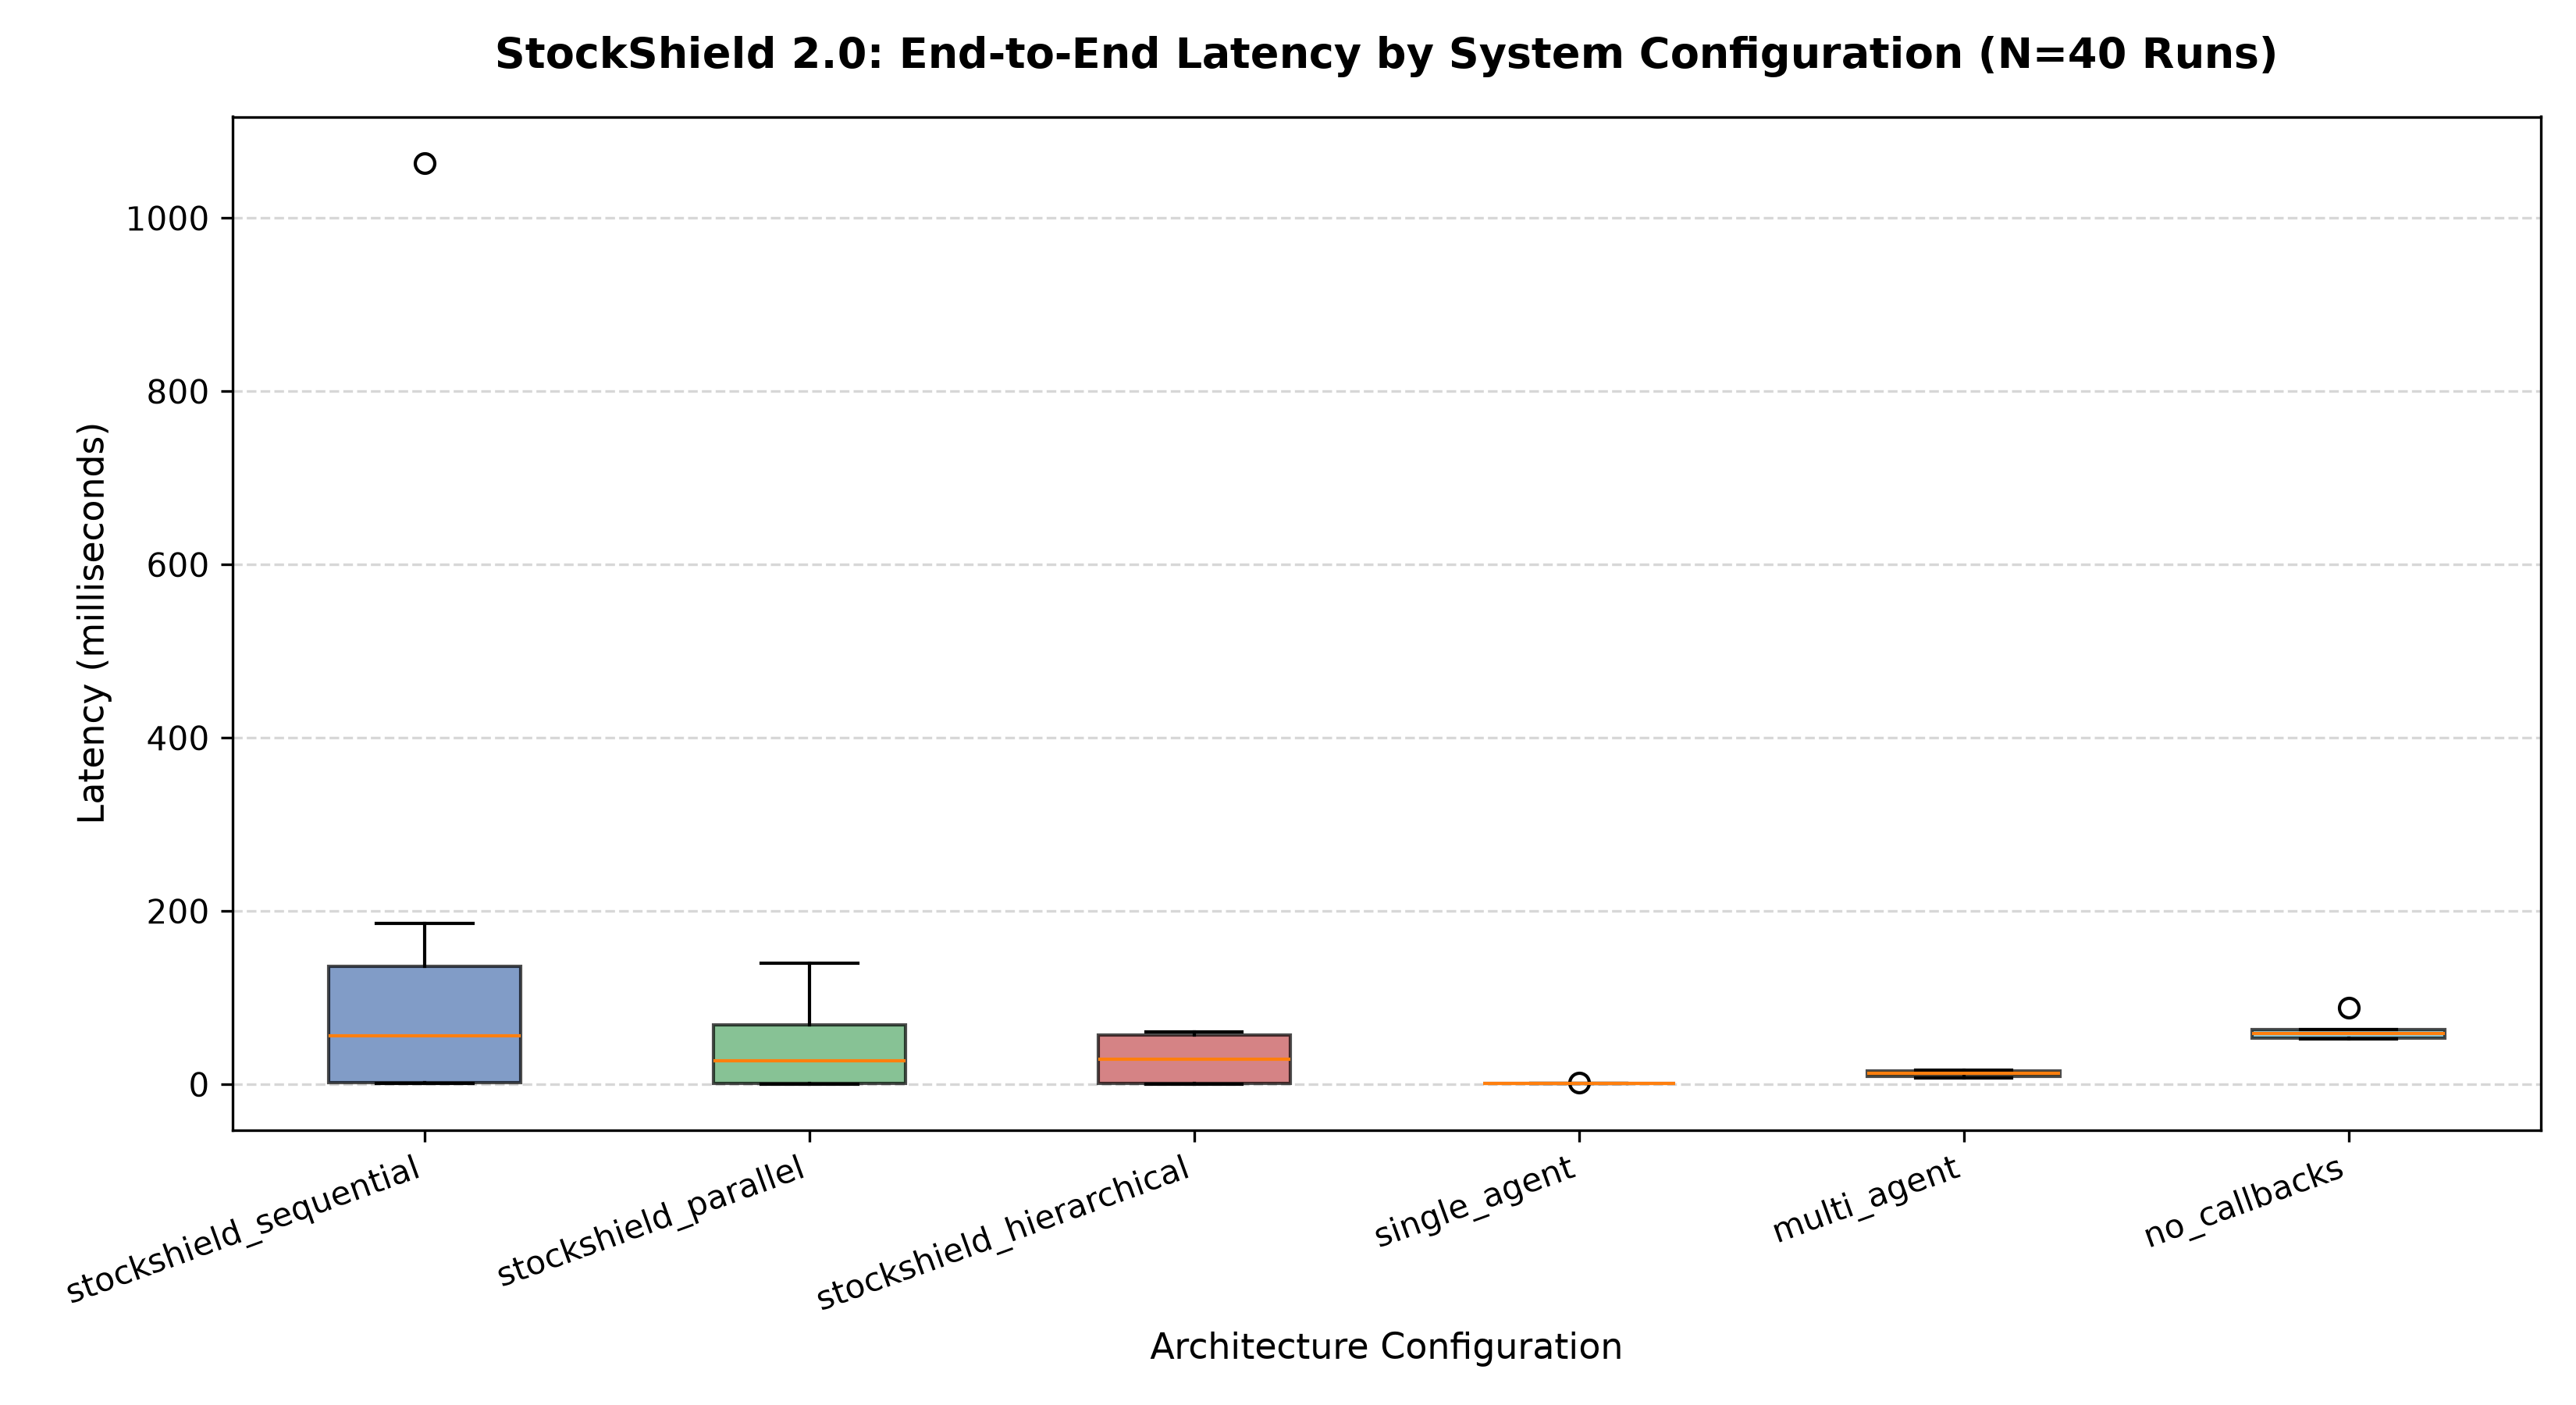 StockShield 2.0: End-to-End Latency by System Configuration (N=40 Runs)
Latency (milliseconds)
1000
800
600
400
200
0
stockshield_sequential
stockshield_parallel
stockshield_hierarchical
single_agent
multi_agent
no_callbacks
Architecture Configuration